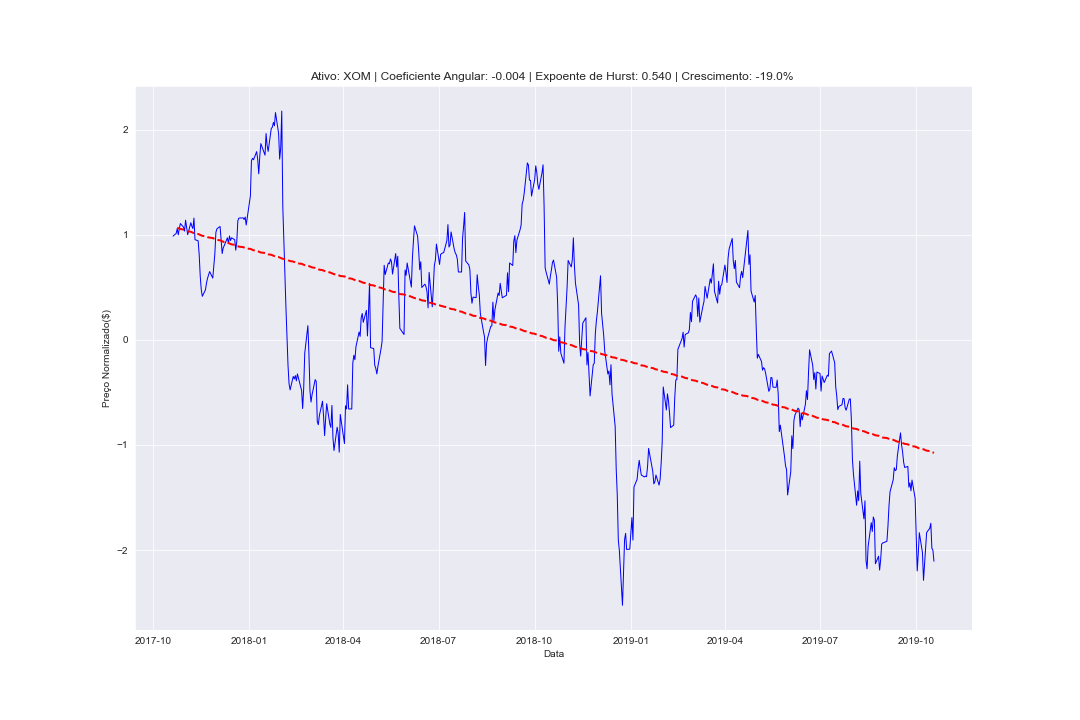 Ativo: XOM | Coeficiente Angular: -0.004 | Expoente de Hurst: 0.540 | Crescimento: -19.0%
Preço Normalizado($)
2
1
0
−1
−2
2017-10 2018-01 2018-04 2018-07 2018-10 2019-01 2019-04 2019-07 2019-10
Data